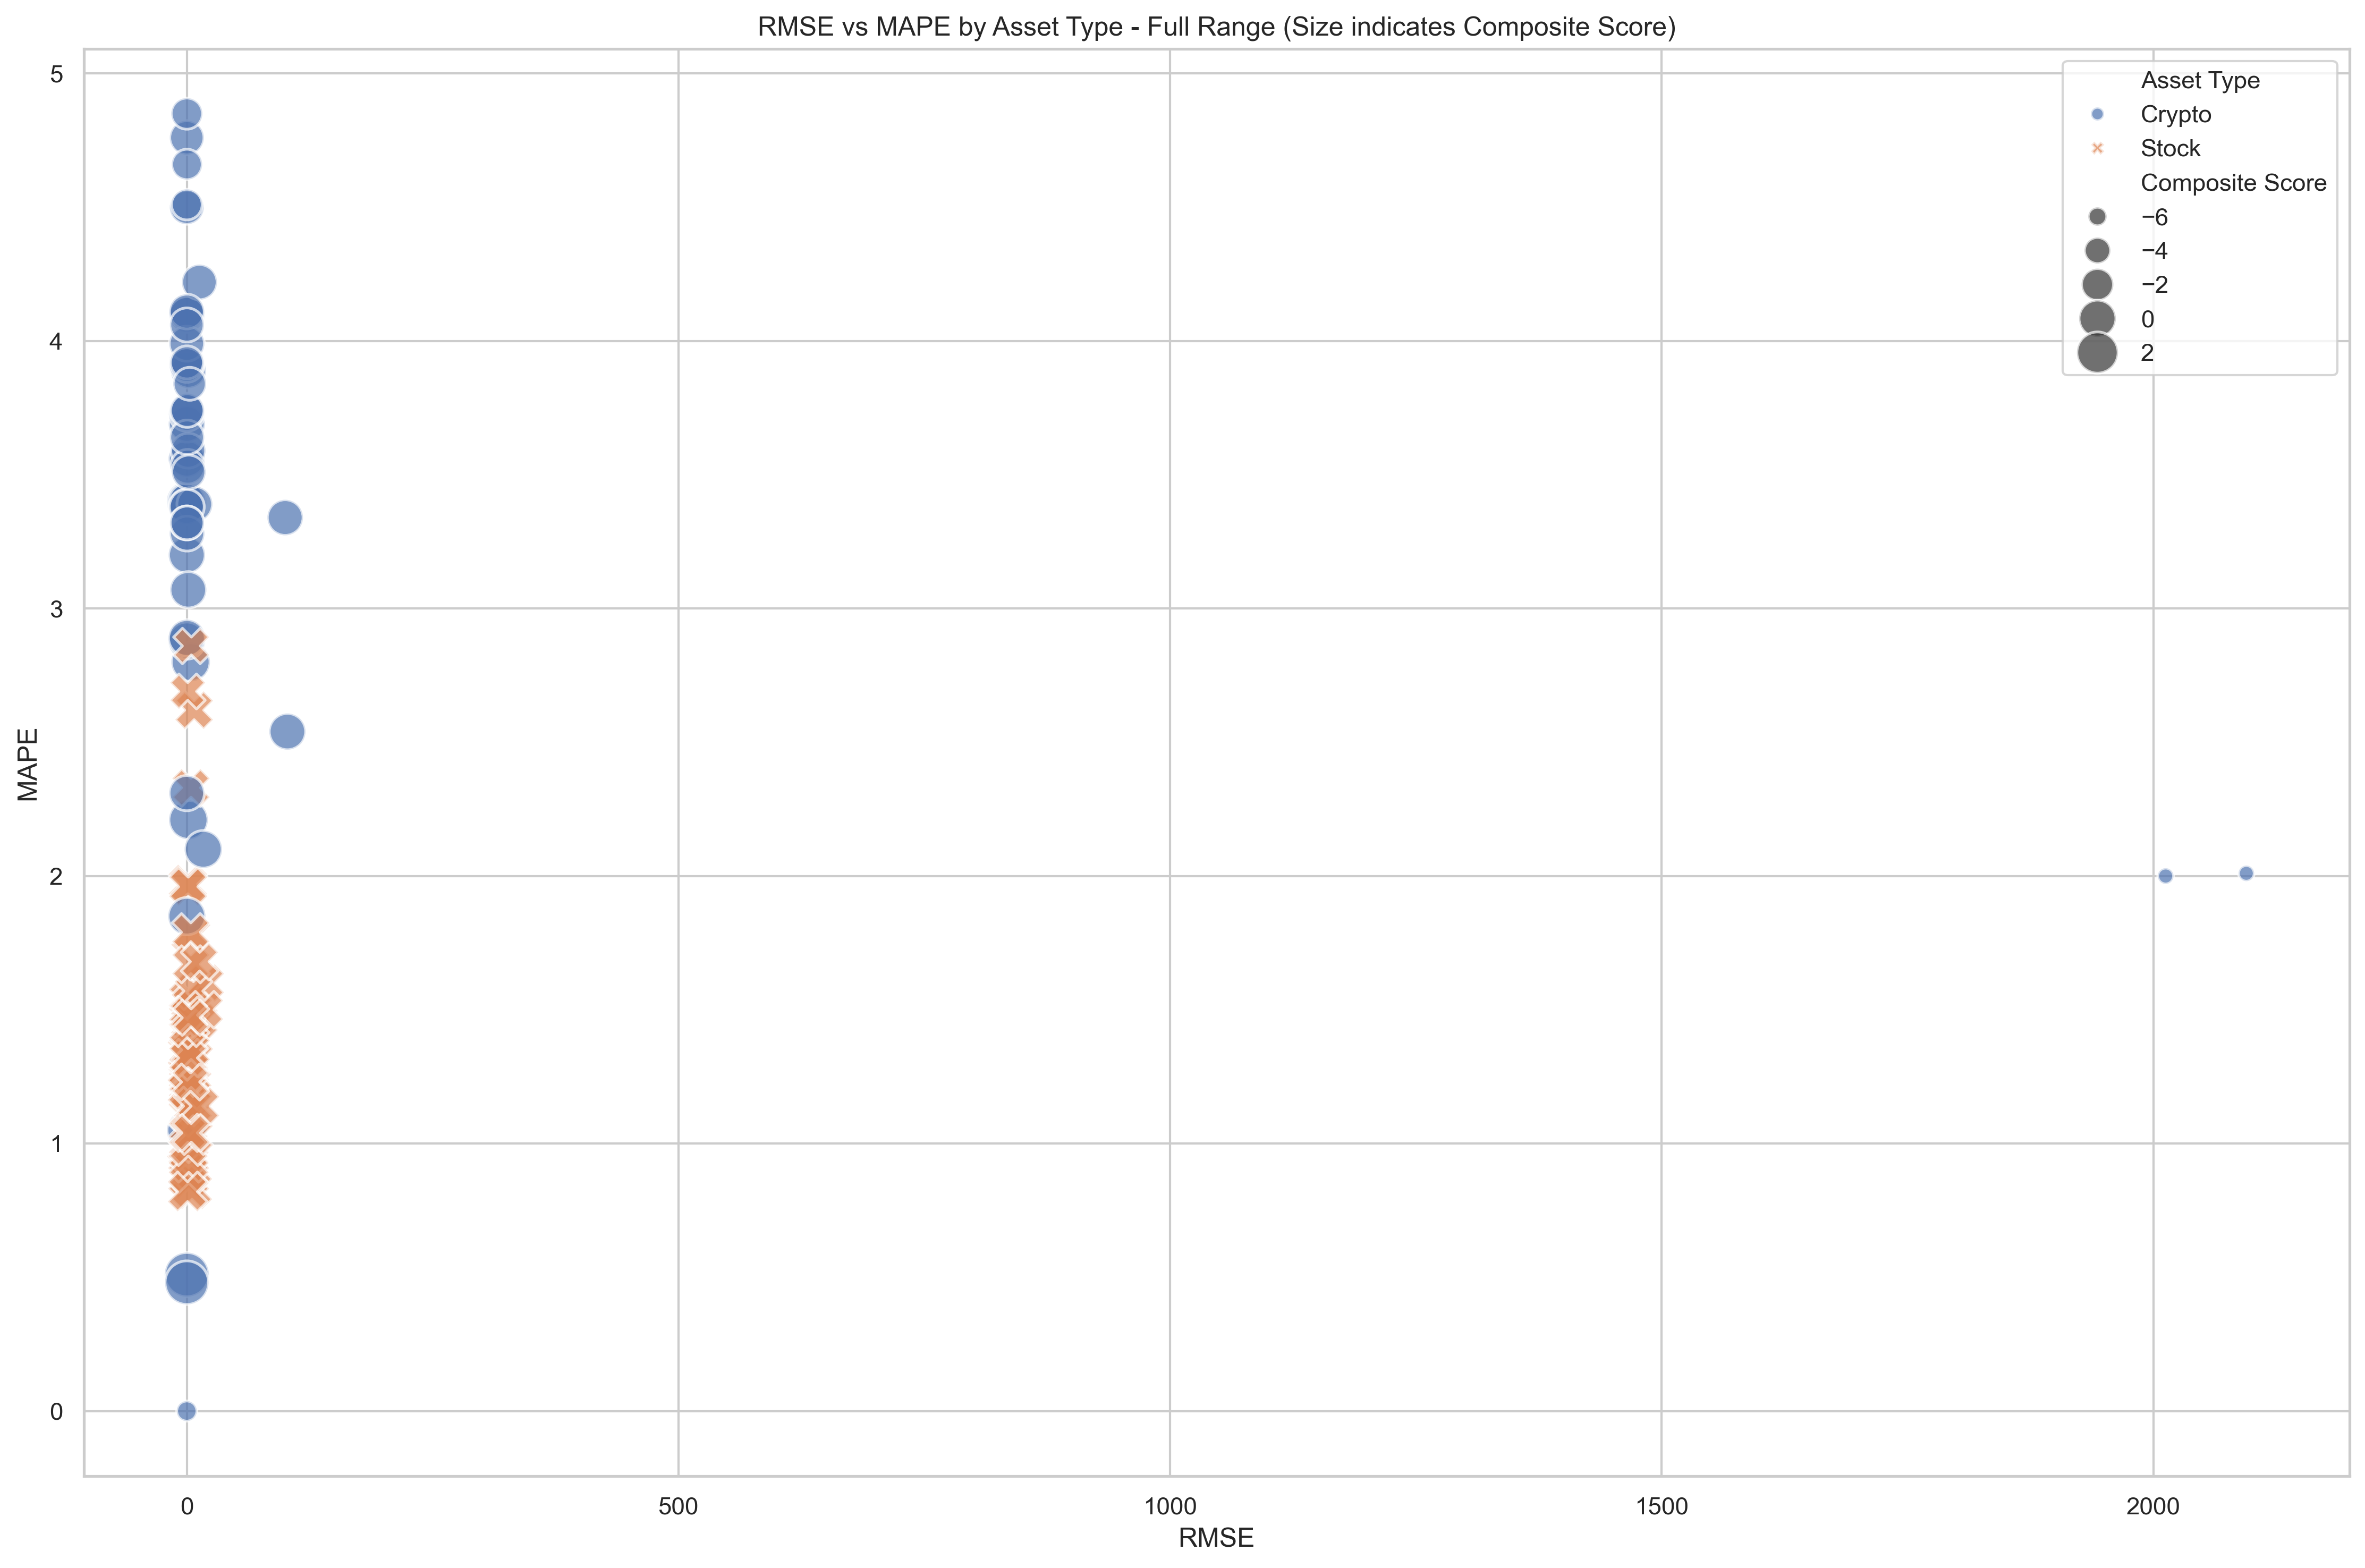 RMSE vs MAPE by Asset Type - Full Range (Size indicates Composite Score)
5
4
3
2
1
0
MAPE
Asset Type
Crypto
Stock
Composite Score
−6
−4
−2
0
2
0
500
1000
1500
2000
RMSE